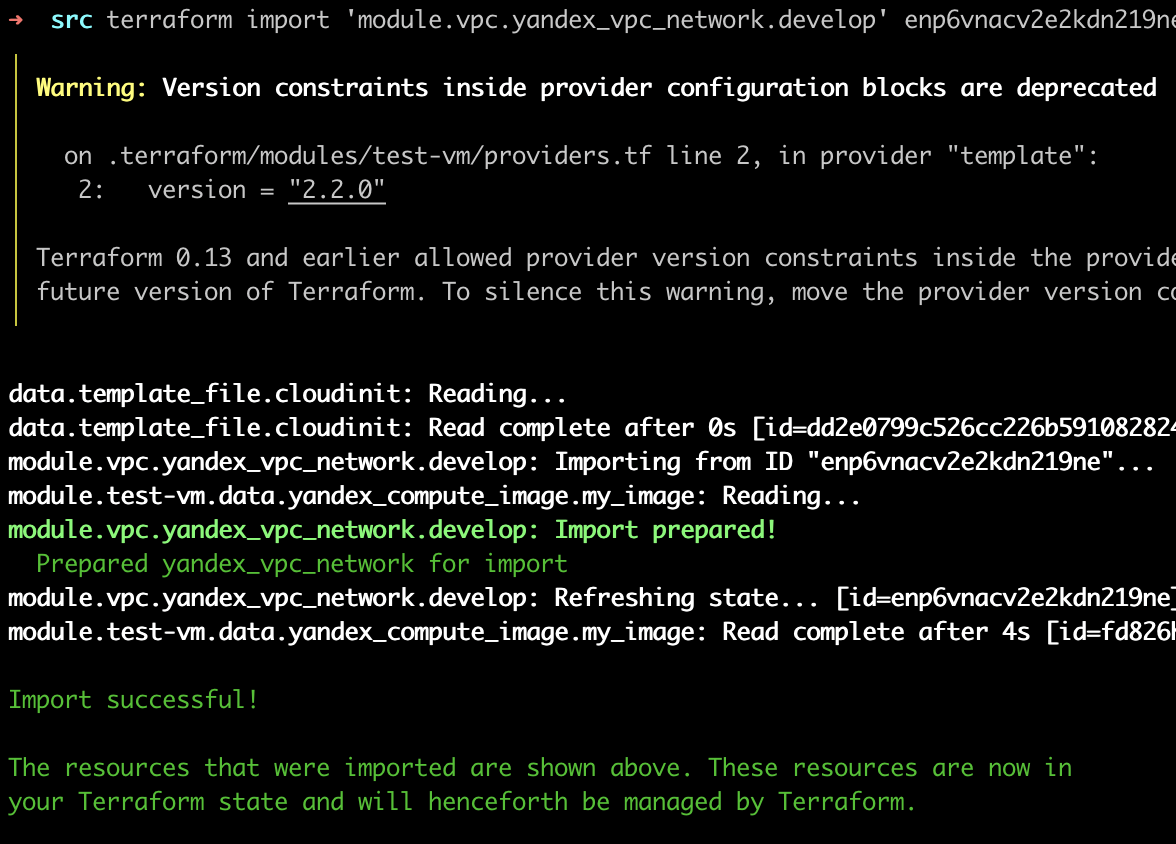 → src terraform import 'module.vpc.yandex_vpc_network.develop' enp6vnacv2e2kdn219ne
Warning: Version constraints inside provider configuration blocks are deprecated
on .terraform/modules/test-vm/providers.tf line 2, in provider "template":
2: version = "2.2.0"
Terraform 0.13 and earlier allowed provider version constraints inside the provide
future version of Terraform. To silence this warning, move the provider version co
data.template_file.cloudinit: Reading...
data.template_file.cloudinit: Read complete after 0s [id=dd2e0799c526cc226b591082824
module.vpc.yandex_vpc_network.develop: Importing from ID "enp6vnacv2e2kdn219ne"...
module.test-vm.data.yandex_compute_image.my_image: Reading...
module.vpc.yandex_vpc_network.develop: Import prepared!
Prepared yandex_vpc_network for import
module.vpc.yandex_vpc_network.develop: Refreshing state... [id=enp6vnacv2e2kdn219ne]
module.test-vm.data.yandex_compute_image.my_image: Read complete after 4s [id=fd826h
Import successful!
The resources that were imported are shown above. These resources are now in
your Terraform state and will henceforth be managed by Terraform.